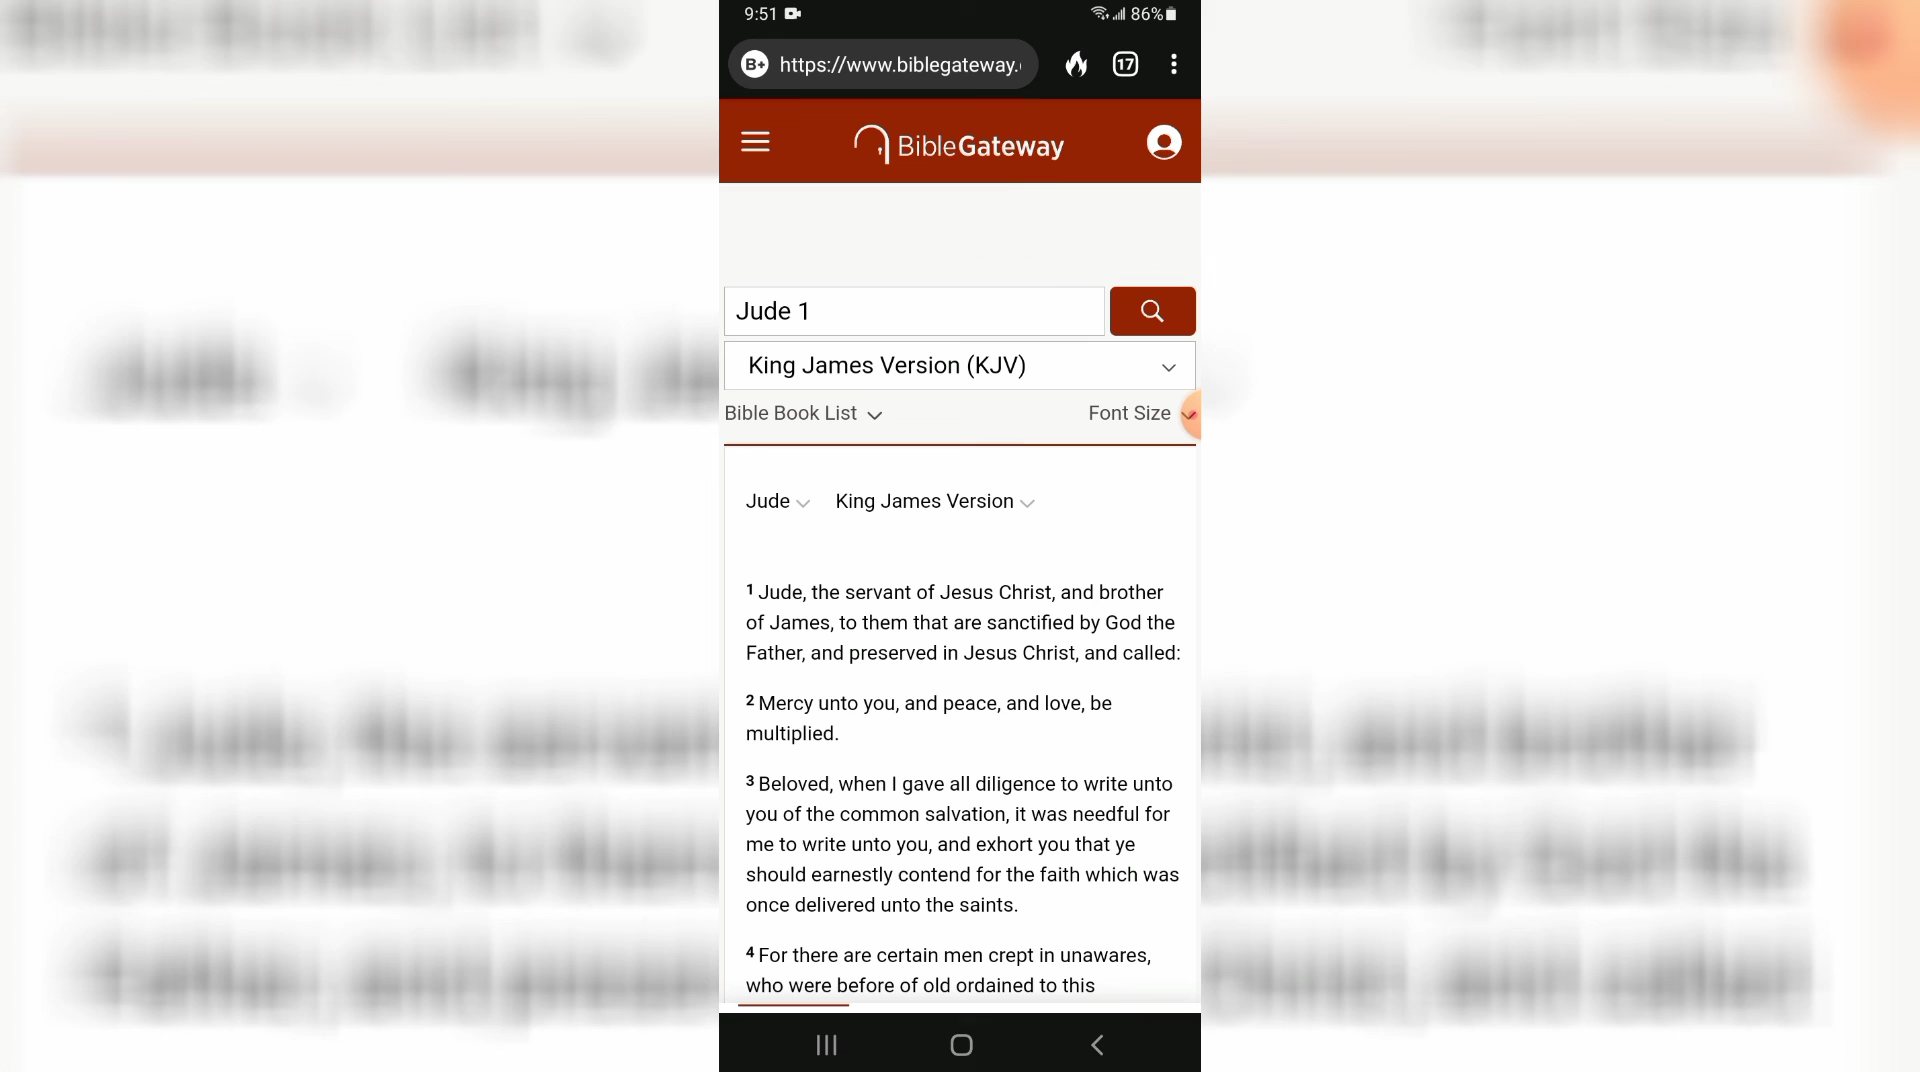 9:51 86%
B+ https://www.biblegateway. 17
BibleGateway
Jude 1
King James Version (KJV)
Bible Book List Font Size
Jude King James Version
1 Jude, the servant of Jesus Christ, and brother
of James, to them that are sanctified by God the
Father, and preserved in Jesus Christ, and called:
2 Mercy unto you, and peace, and love, be
multiplied.
3 Beloved, when I gave all diligence to write unto
you of the common salvation, it was needful for
me to write unto you, and exhort you that ye
should earnestly contend for the faith which was
once delivered unto the saints.
4 For there are certain men crept in unawares,
who were before of old ordained to this